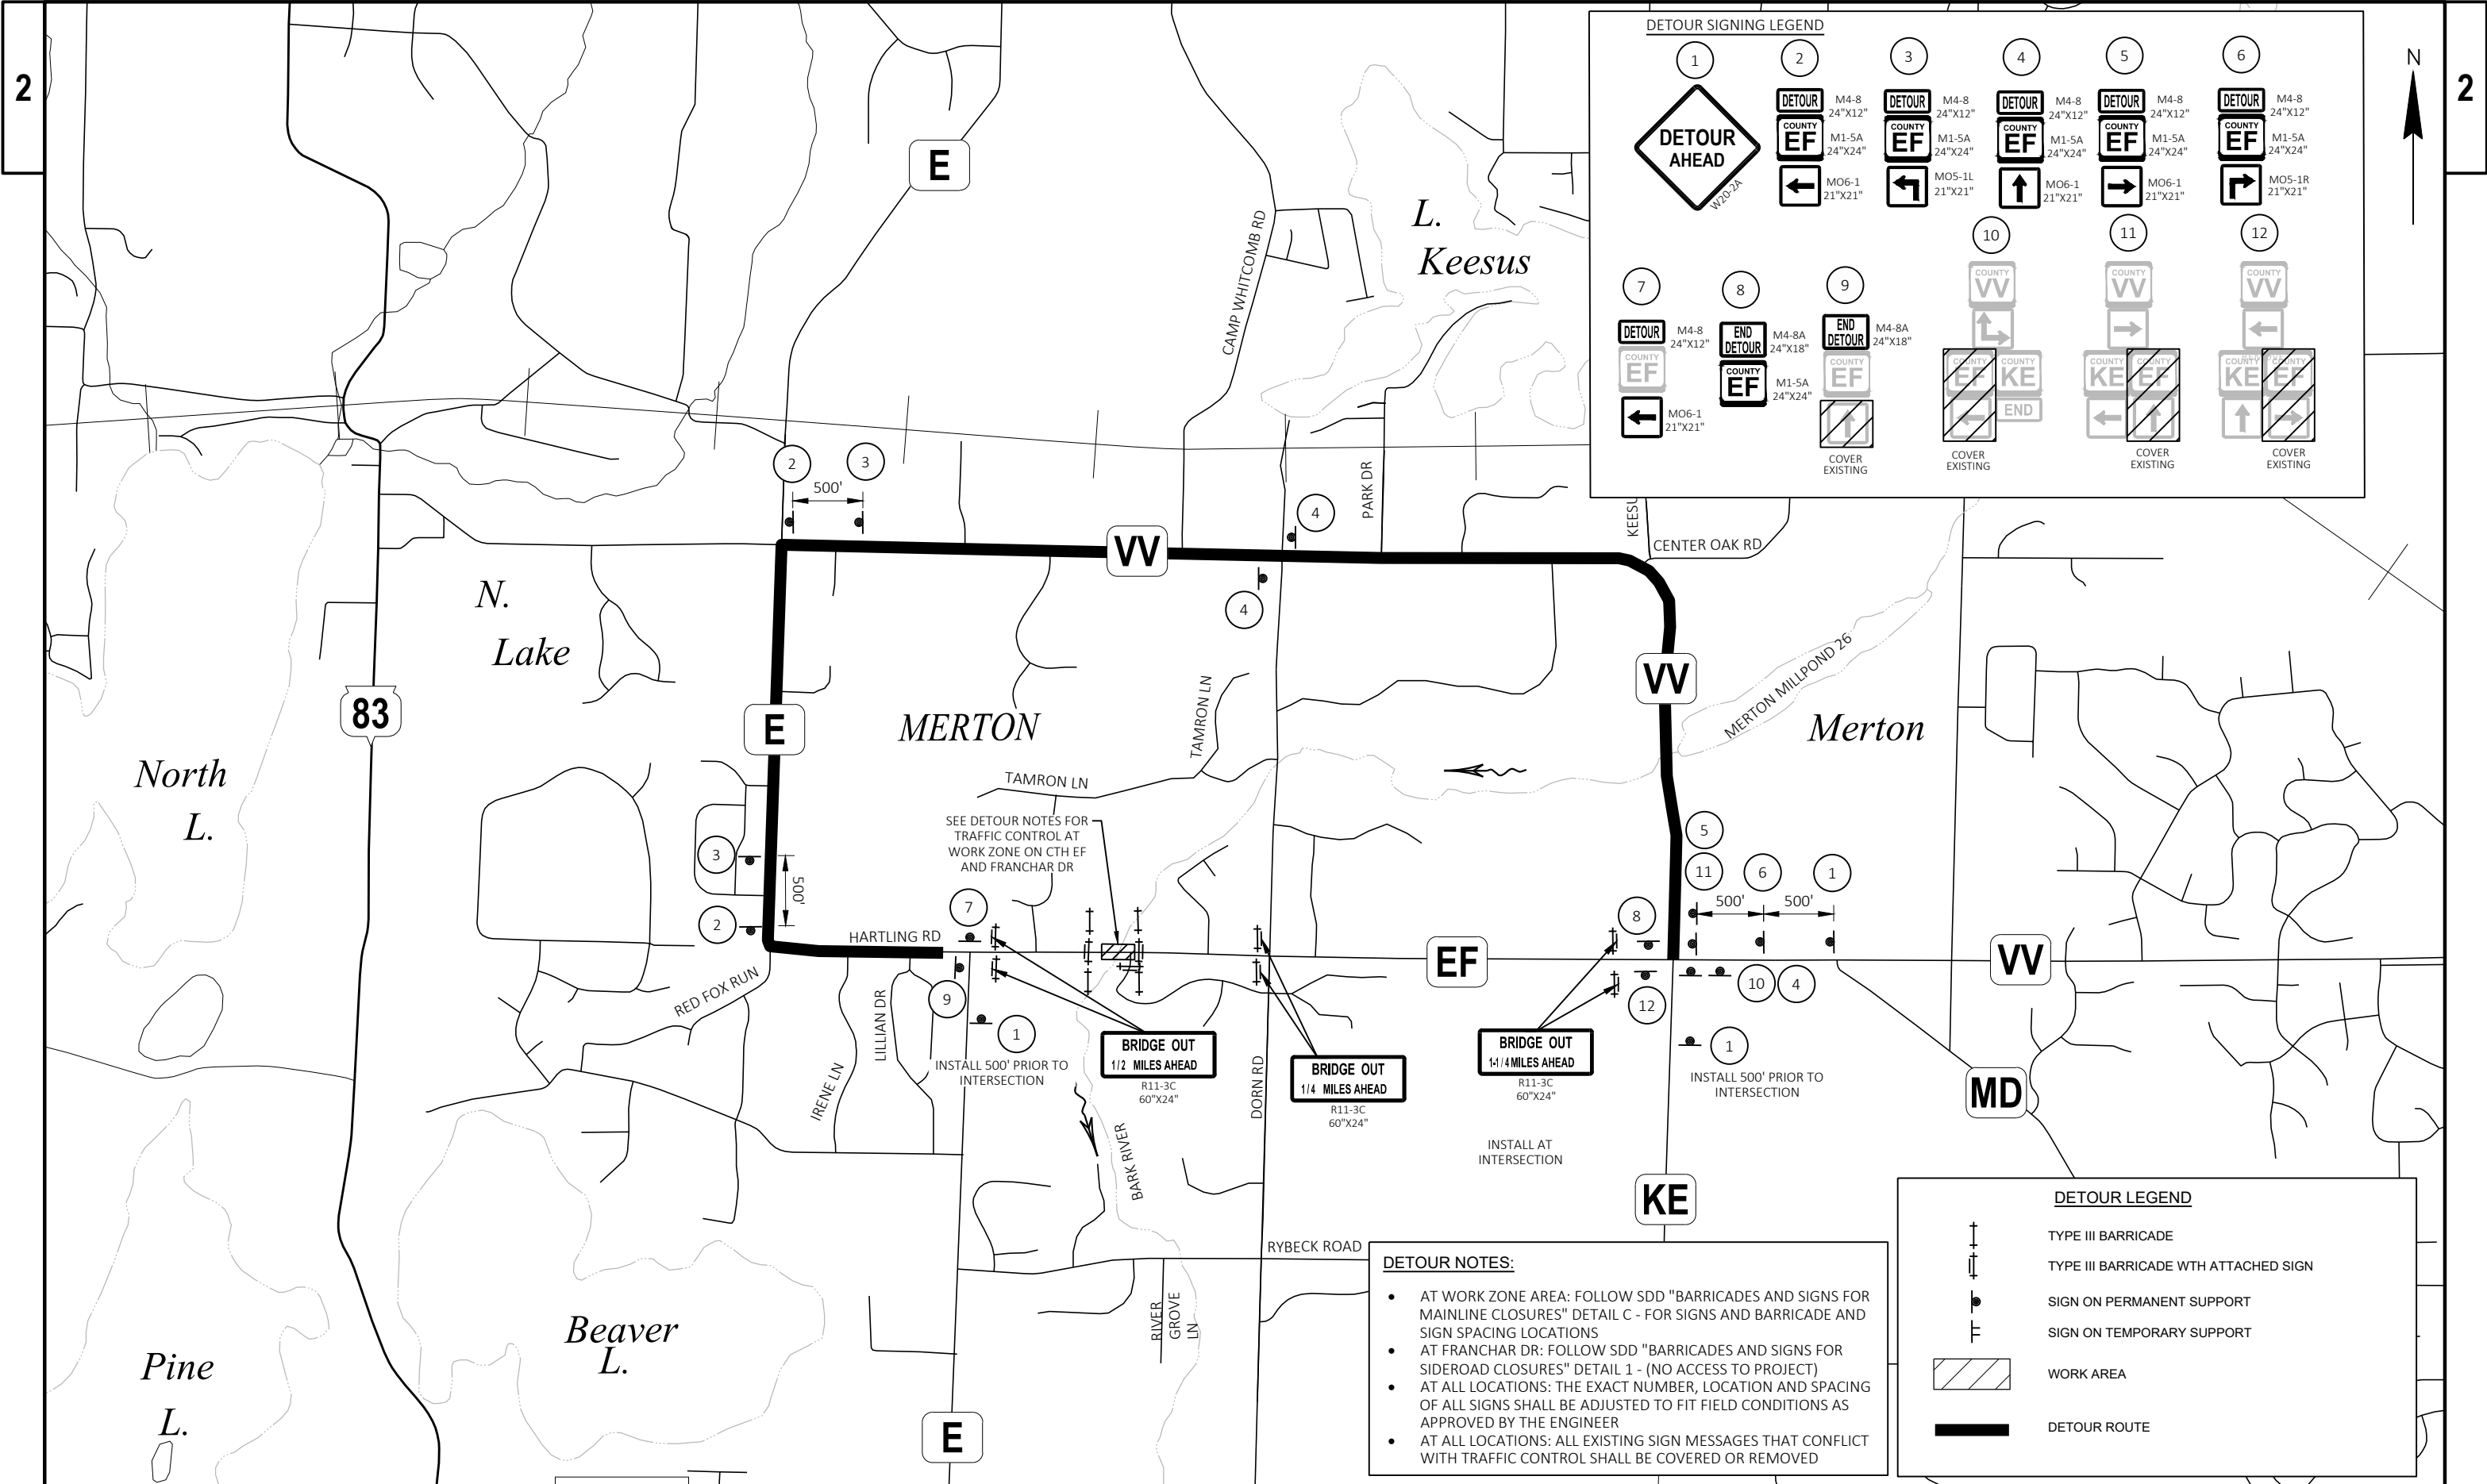 2
2
DETOUR SIGNING LEGEND
N
1
2
3
4
5
6
DETOUR
AHEAD
W20-2A
DETOUR M4-8
24"X12"
COUNTY
EF M1-5A
24"X24"
MO6-1
21"X21"
DETOUR M4-8
24"X12"
COUNTY
EF M1-5A
24"X24"
MO5-1L
21"X21"
DETOUR M4-8
24"X12"
COUNTY
EF M1-5A
24"X24"
MO6-1
21"X21"
DETOUR M4-8
24"X12"
COUNTY
EF M1-5A
24"X24"
MO6-1
21"X21"
DETOUR M4-8
24"X12"
COUNTY
EF M1-5A
24"X24"
MO5-1R
21"X21"
7
8
9
10
11
12
DETOUR M4-8
24"X12"
COUNTY
EF
MO6-1
21"X21"
END
DETOUR M4-8A
24"X18"
COUNTY
EF M1-5A
24"X24"
END
DETOUR M4-8A
24"X18"
COUNTY
EF
COVER
EXISTING
COUNTY
VV
COUNTY COUNTY
EF KE
END
COVER
EXISTING
COUNTY
VV
COUNTY COUNTY
KE EF
COVER
EXISTING
COUNTY
VV
COUNTY COUNTY
KE EF
COVER
EXISTING
E
CAMP WHITCOMB RD
L.
Keesus
2
3
500'
4
PARK DR
KEESU
CENTER OAK RD
VV
4
N.
Lake
83
E
MERTON
TAMRON LN
TAMRON LN
VV
MERTON MILLPOND 26
Merton
North
L.
SEE DETOUR NOTES FOR
TRAFFIC CONTROL AT
WORK ZONE ON CTH EF
AND FRANCHAR DR
3
500'
2
HARTLING RD
7
5
11
6
1
500'
500'
8
EF
VV
RED FOX RUN
9
1
INSTALL 500' PRIOR TO
INTERSECTION
LILLIAN DR
IRENE LN
BRIDGE OUT
1/2 MILES AHEAD
R11-3C
60"X24"
BRIDGE OUT
1/4 MILES AHEAD
R11-3C
60"X24"
BRIDGE OUT
1-1/4 MILES AHEAD
R11-3C
60"X24"
12
10
4
1
INSTALL 500' PRIOR TO
INTERSECTION
INSTALL AT
INTERSECTION
DORN RD
BARK RIVER
MD
KE
RYBECK ROAD
RIVER
GROVE
LN
Beaver
L.
Pine
L.
E
DETOUR NOTES:
• AT WORK ZONE AREA: FOLLOW SDD "BARRICADES AND SIGNS FOR
MAINLINE CLOSURES" DETAIL C - FOR SIGNS AND BARRICADE AND
SIGN SPACING LOCATIONS
• AT FRANCHAR DR: FOLLOW SDD "BARRICADES AND SIGNS FOR
SIDEROAD CLOSURES" DETAIL 1 - (NO ACCESS TO PROJECT)
• AT ALL LOCATIONS: THE EXACT NUMBER, LOCATION AND SPACING
OF ALL SIGNS SHALL BE ADJUSTED TO FIT FIELD CONDITIONS AS
APPROVED BY THE ENGINEER
• AT ALL LOCATIONS: ALL EXISTING SIGN MESSAGES THAT CONFLICT
WITH TRAFFIC CONTROL SHALL BE COVERED OR REMOVED
DETOUR LEGEND
TYPE III BARRICADE
TYPE III BARRICADE WTH ATTACHED SIGN
SIGN ON PERMANENT SUPPORT
SIGN ON TEMPORARY SUPPORT
WORK AREA
DETOUR ROUTE